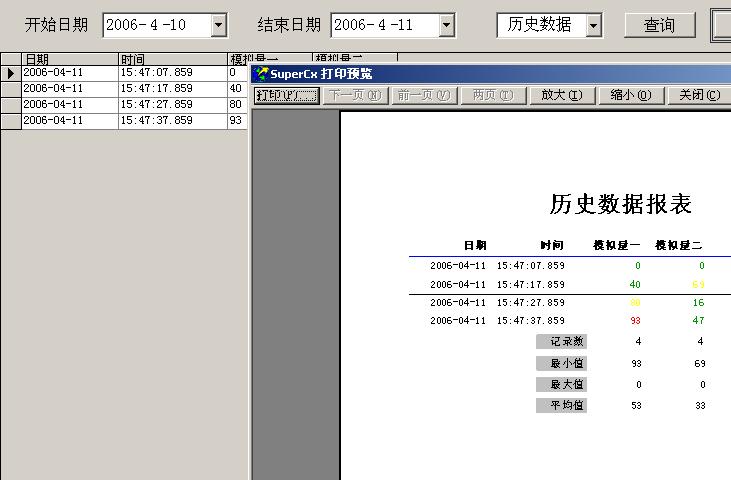 开始日期 2006- 4 -10 结束日期 2006- 4 -11 历史数据 查询
日期 时间 模拟量一 模拟量二
2006-04-11 15:47:07.859 0
2006-04-11 15:47:17.859 40
2006-04-11 15:47:27.859 80
2006-04-11 15:47:37.859 93
SuperCx 打印预览
打印(P)... 下一页(N) 前一页(V) 两页(T) 放大(I) 缩小(O) 关闭(C)
历史数据报表
日期 时间 模拟量一 模拟量二
2006-04-11 15:47:07.859 0 0
2006-04-11 15:47:17.859 40 69
2006-04-11 15:47:27.859 80 16
2006-04-11 15:47:37.859 93 47
记录数 4 4
最小值 93 69
最大值 0 0
平均值 53 33